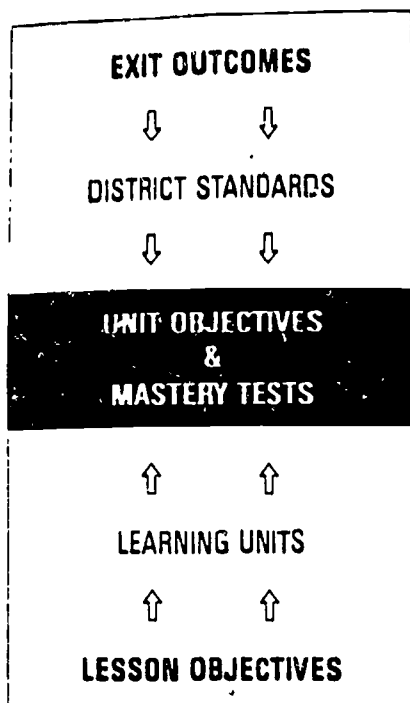 EXIT OUTCOMES
⇩ ⇩
DISTRICT STANDARDS
⇩ ⇩
UNIT OBJECTIVES
&
MASTERY TESTS
⇧ ⇧
LEARNING UNITS
⇧ ⇧
LESSON OBJECTIVES